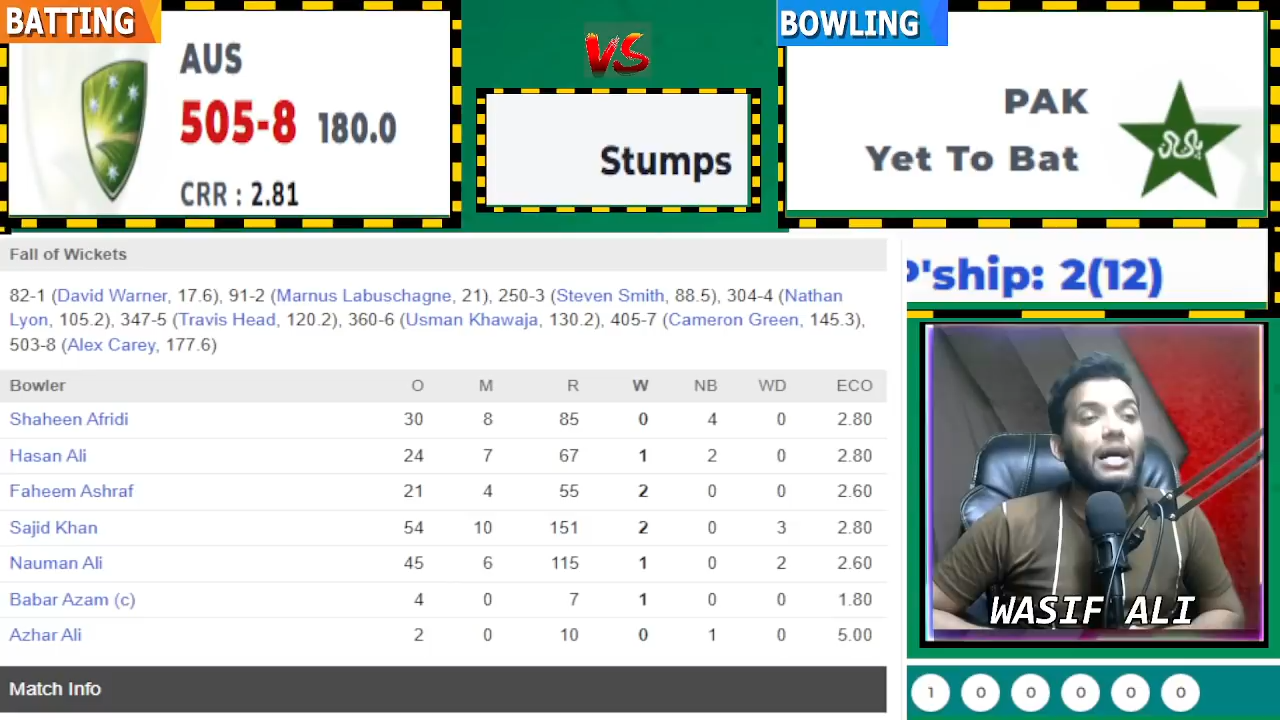 BATTING
AUS
505-8 180.0
CRR : 2.81
VS
Stumps
BOWLING
PAK
Yet To Bat
P'ship: 2(12)
Fall of Wickets
82-1 (David Warner, 17.6), 91-2 (Marnus Labuschagne, 21), 250-3 (Steven Smith, 88.5), 304-4 (Nathan
Lyon, 105.2), 347-5 (Travis Head, 120.2), 360-6 (Usman Khawaja, 130.2), 405-7 (Cameron Green, 145.3),
503-8 (Alex Carey, 177.6)
Bowler O M R W NB WD ECO
Shaheen Afridi 30 8 85 0 4 0 2.80
Hasan Ali 24 7 67 1 2 0 2.80
Faheem Ashraf 21 4 55 2 0 0 2.60
Sajid Khan 54 10 151 2 0 3 2.80
Nauman Ali 45 6 115 1 0 2 2.60
Babar Azam (c) 4 0 7 1 0 0 1.80
Azhar Ali 2 0 10 0 1 0 5.00
Match Info
WASIF ALI
1 0 0 0 0 0